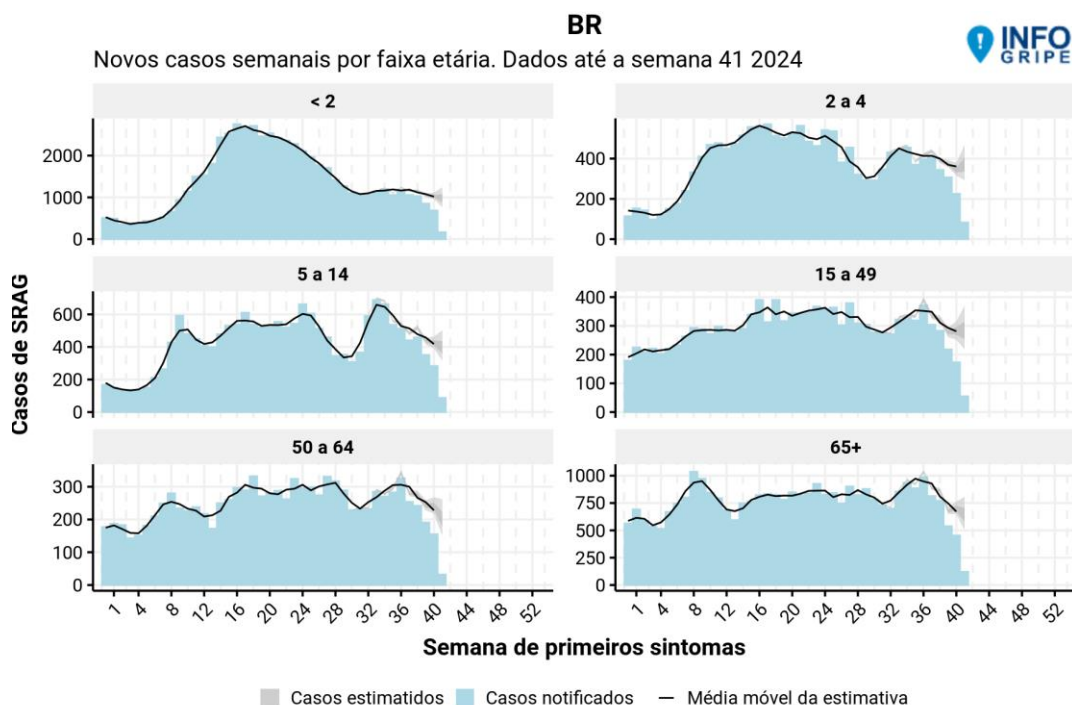 BR
INFO
GRIPE
Novos casos semanais por faixa etária. Dados até a semana 41 2024
< 2
2000
1000
0
2 a 4
400
200
0
5 a 14
600
400
200
0
15 a 49
400
300
200
100
0
50 a 64
300
200
100
0
65+
1000
750
500
250
0
Casos de SRAG
1 4 8 12 16 20 24 28 32 36 40 44 48 52
1 4 8 12 16 20 24 28 32 36 40 44 48 52
Semana de primeiros sintomas
Casos estimatidos Casos notificados Média móvel da estimativa